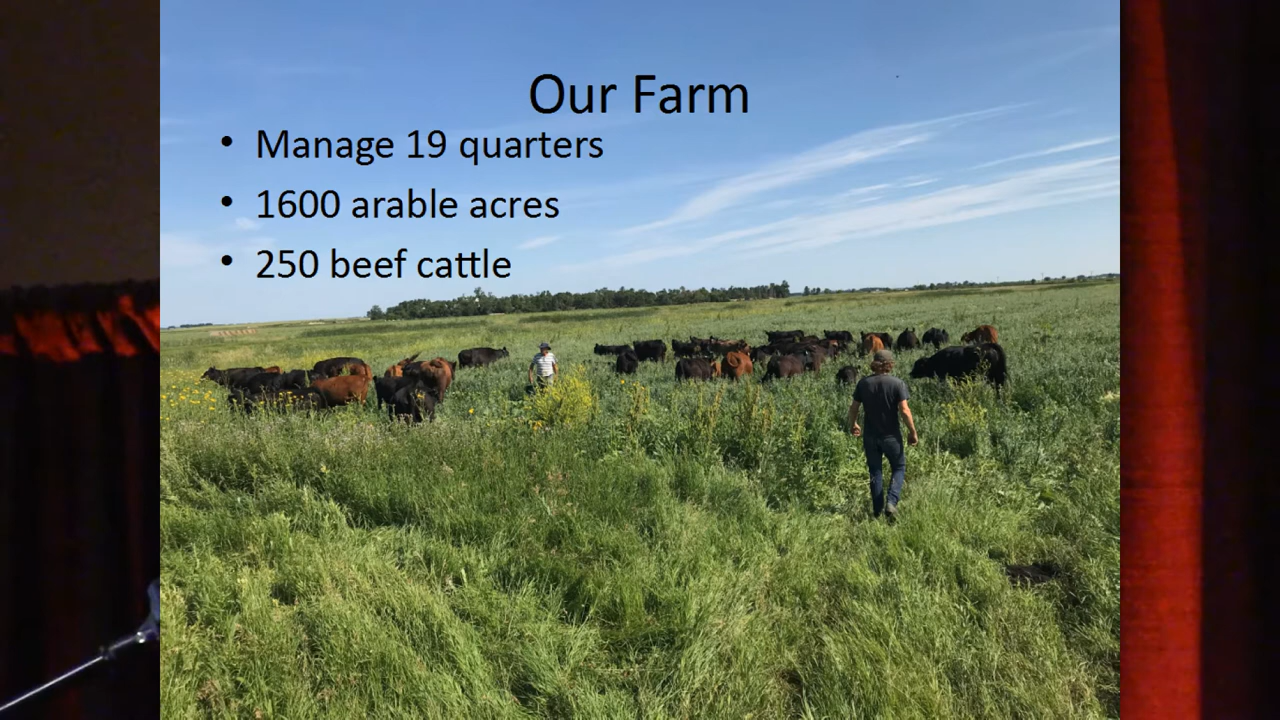 Our Farm
• Manage 19 quarters
• 1600 arable acres
• 250 beef cattle